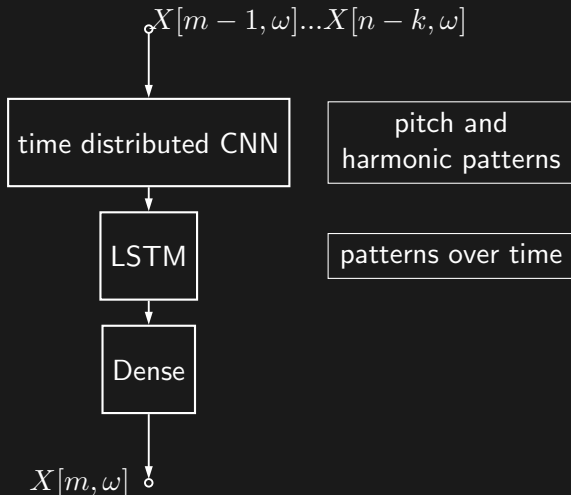 X[m − 1, ω]...X[n − k, ω]
time distributed CNN
pitch and
harmonic patterns
LSTM
patterns over time
Dense
X[m, ω]